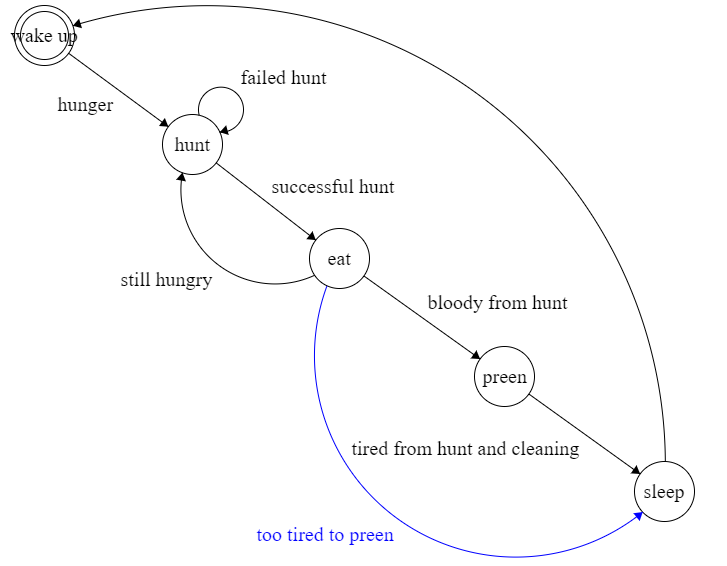 wake up
failed hunt
hunger
hunt
successful hunt
eat
still hungry
bloody from hunt
preen
tired from hunt and cleaning
sleep
too tired to preen